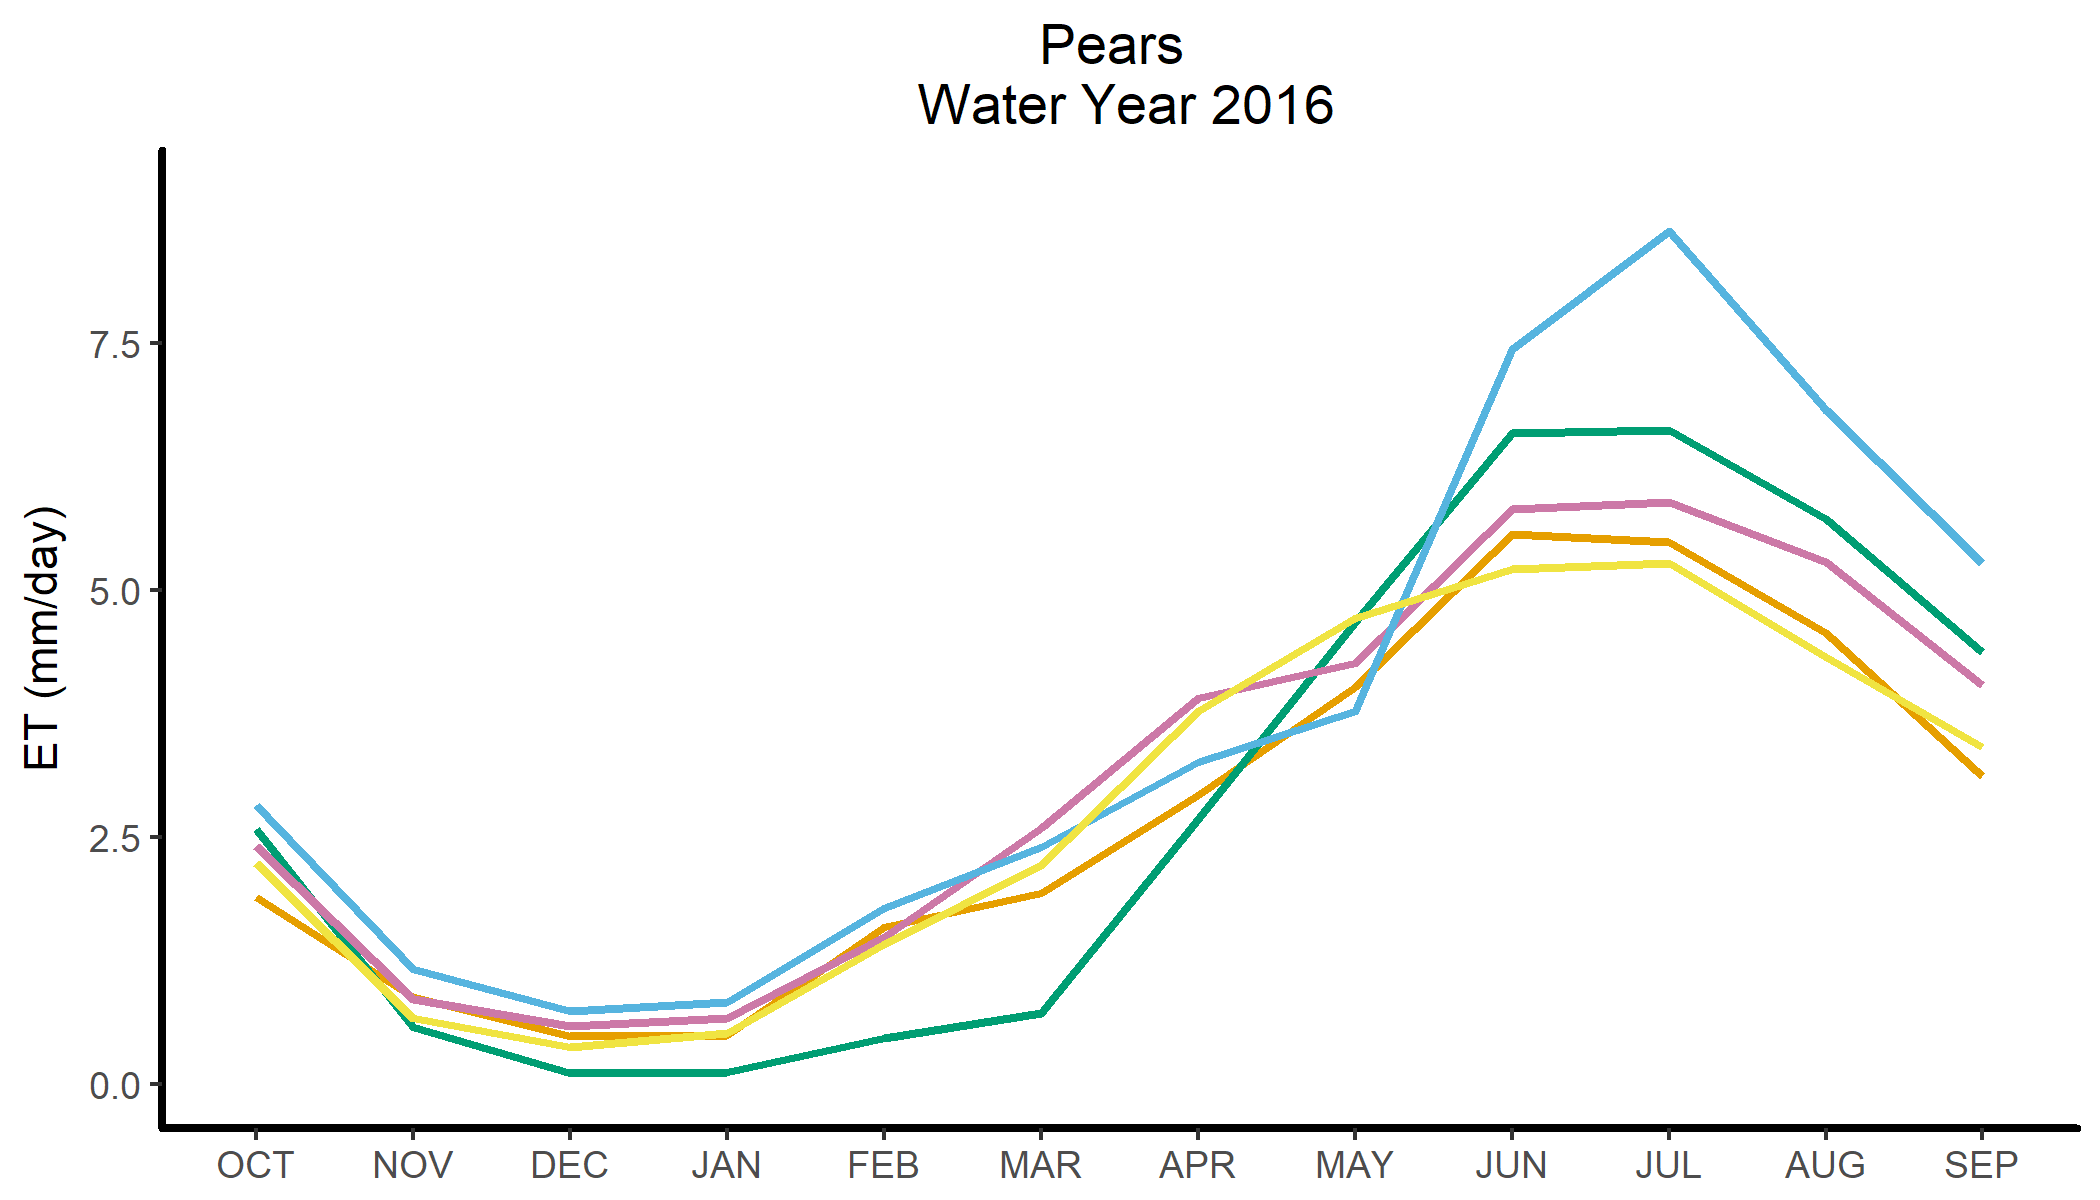 Pears
Water Year 2016
ET (mm/day)
7.5
5.0
2.5
0.0
OCT NOV DEC JAN FEB MAR APR MAY JUN JUL AUG SEP